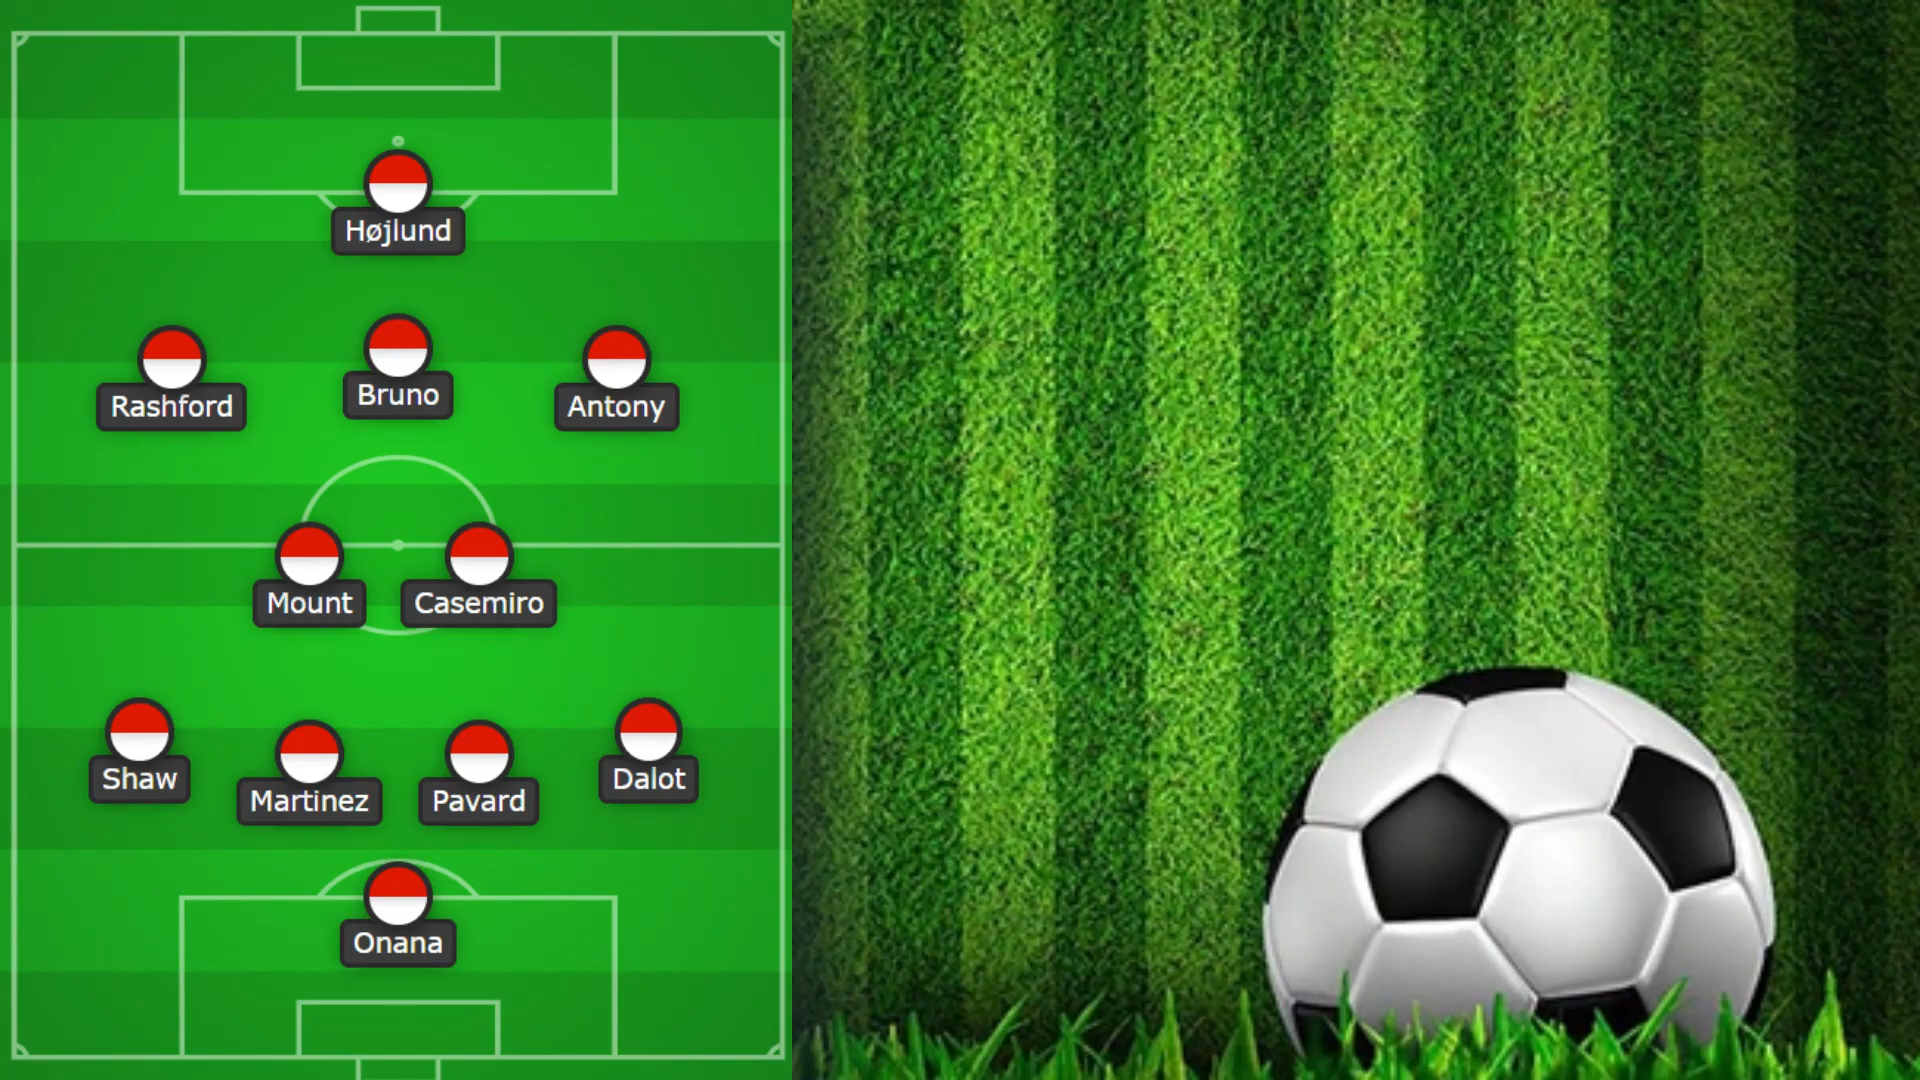 Højlund
Rashford
Bruno
Antony
Mount
Casemiro
Shaw
Martinez
Pavard
Dalot
Onana